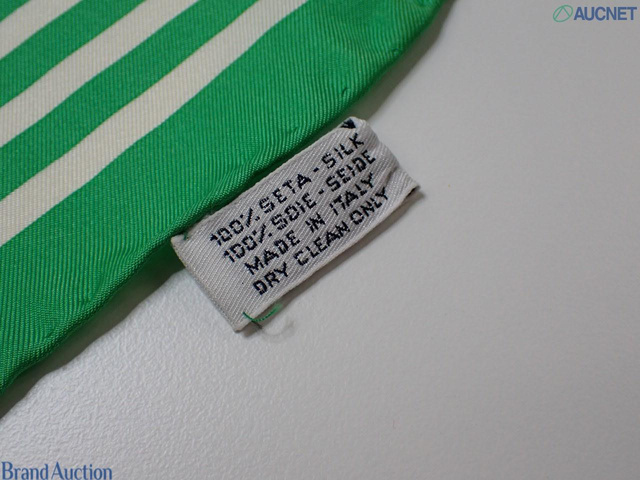 AUCNET
100% SETA - SILK
100% SOIE - SEIDE
MADE IN ITALY
DRY CLEAN ONLY
Brand Auction